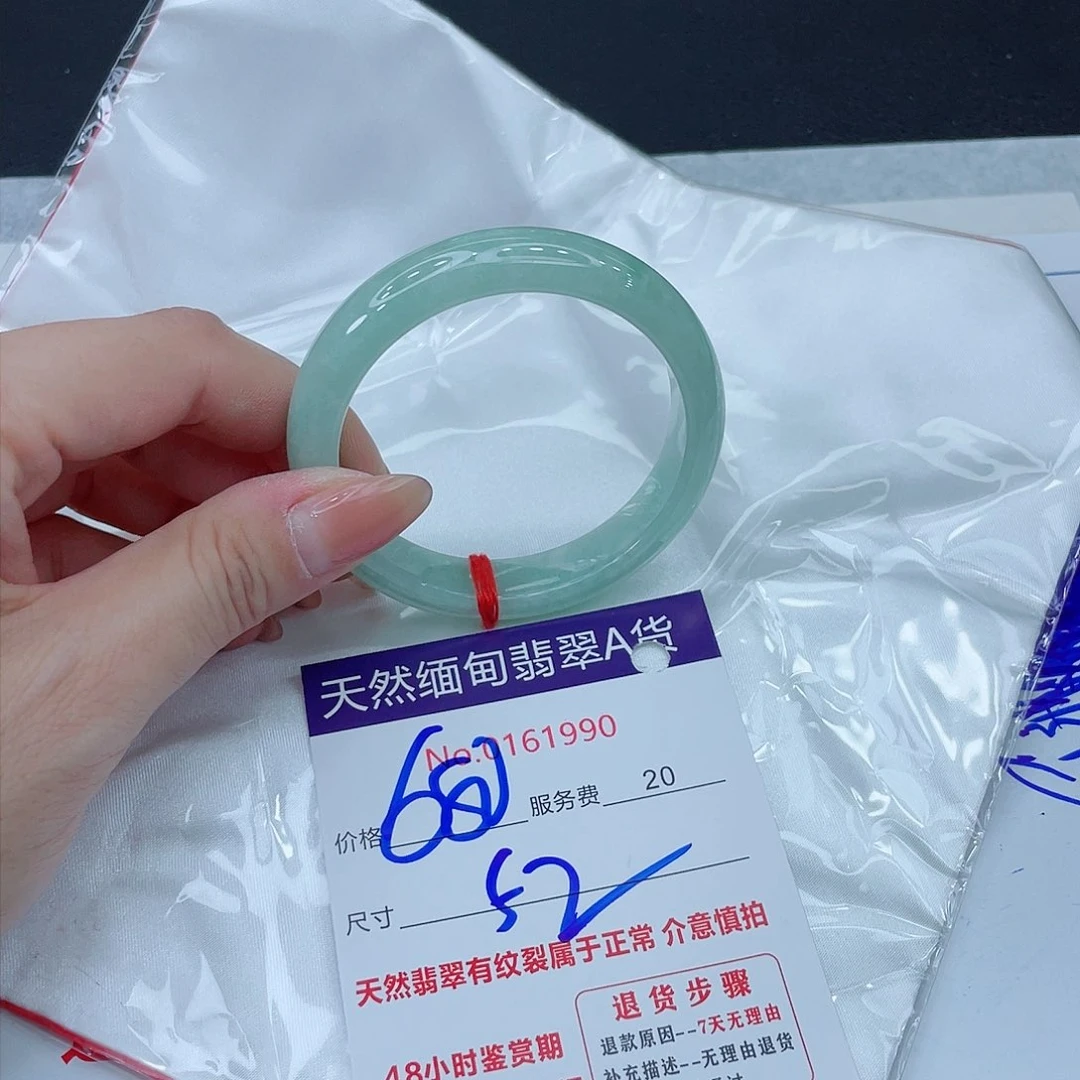 天然缅甸翡翠A货
No.0161990
价格 680 服务费 20
尺寸 52
天然翡翠有纹裂属于正常 介意慎拍
48小时鉴赏期
退货步骤
退款原因--7天无理由
补充描述--无理由退货